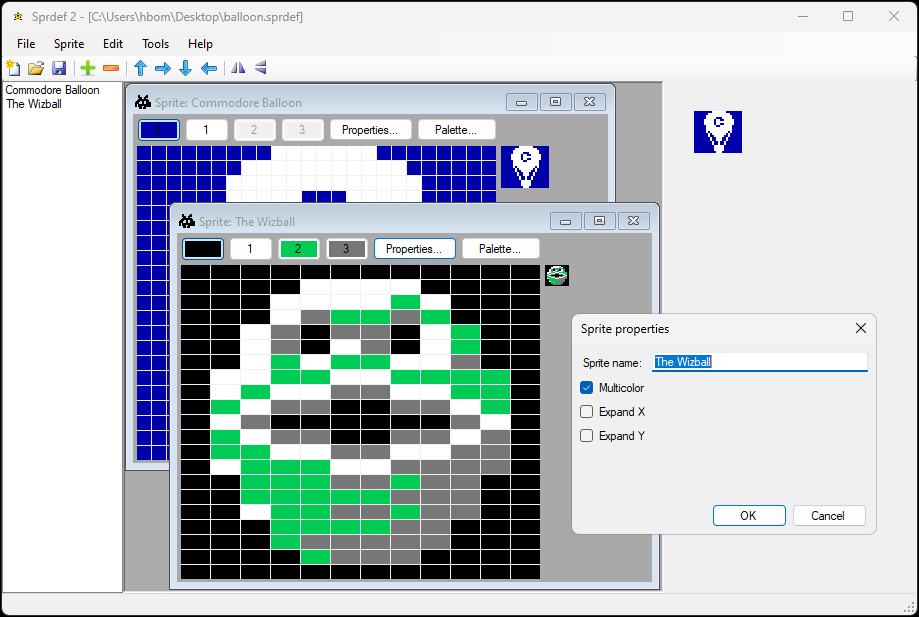 Sprdef 2 - [C:\Users\hbom\Desktop\balloon.sprdef]
File Sprite Edit Tools Help
Commodore Balloon
The Wizball
Sprite: Commodore Balloon
1 2 3 Properties... Palette...
C
C
C
Sprite: The Wizball
1 2 3 Properties... Palette...
Sprite properties
Sprite name: The Wizball
Multicolor
Expand X
Expand Y
OK Cancel